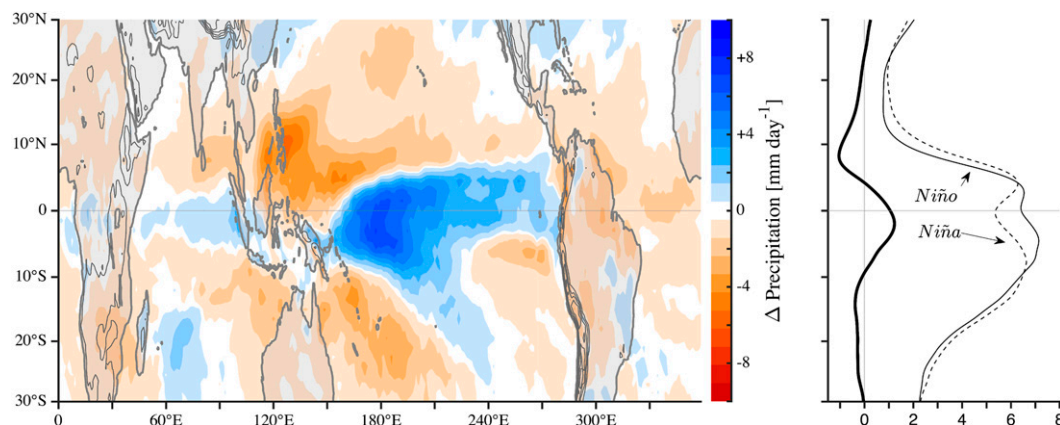 30°N
20°N
10°N
0
10°S
20°S
30°S
0 60°E 120°E 180°E 240°E 300°E
+8
+4
0
-4
-8
Δ Precipitation [mm day⁻¹]
Niño
Niña
0 2 4 6 8